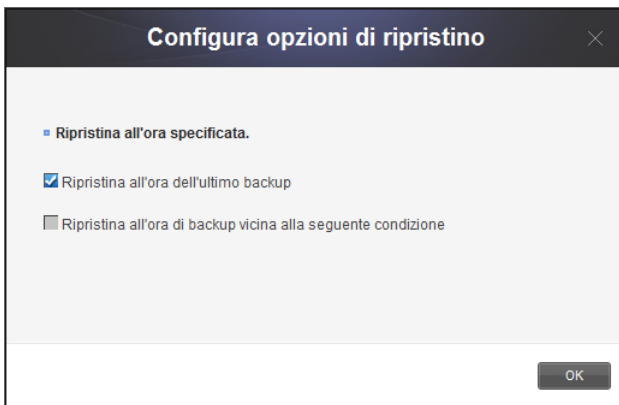 Configura opzioni di ripristino
Ripristina all'ora specificata.
Ripristina all'ora dell'ultimo backup
Ripristina all'ora di backup vicina alla seguente condizione
OK